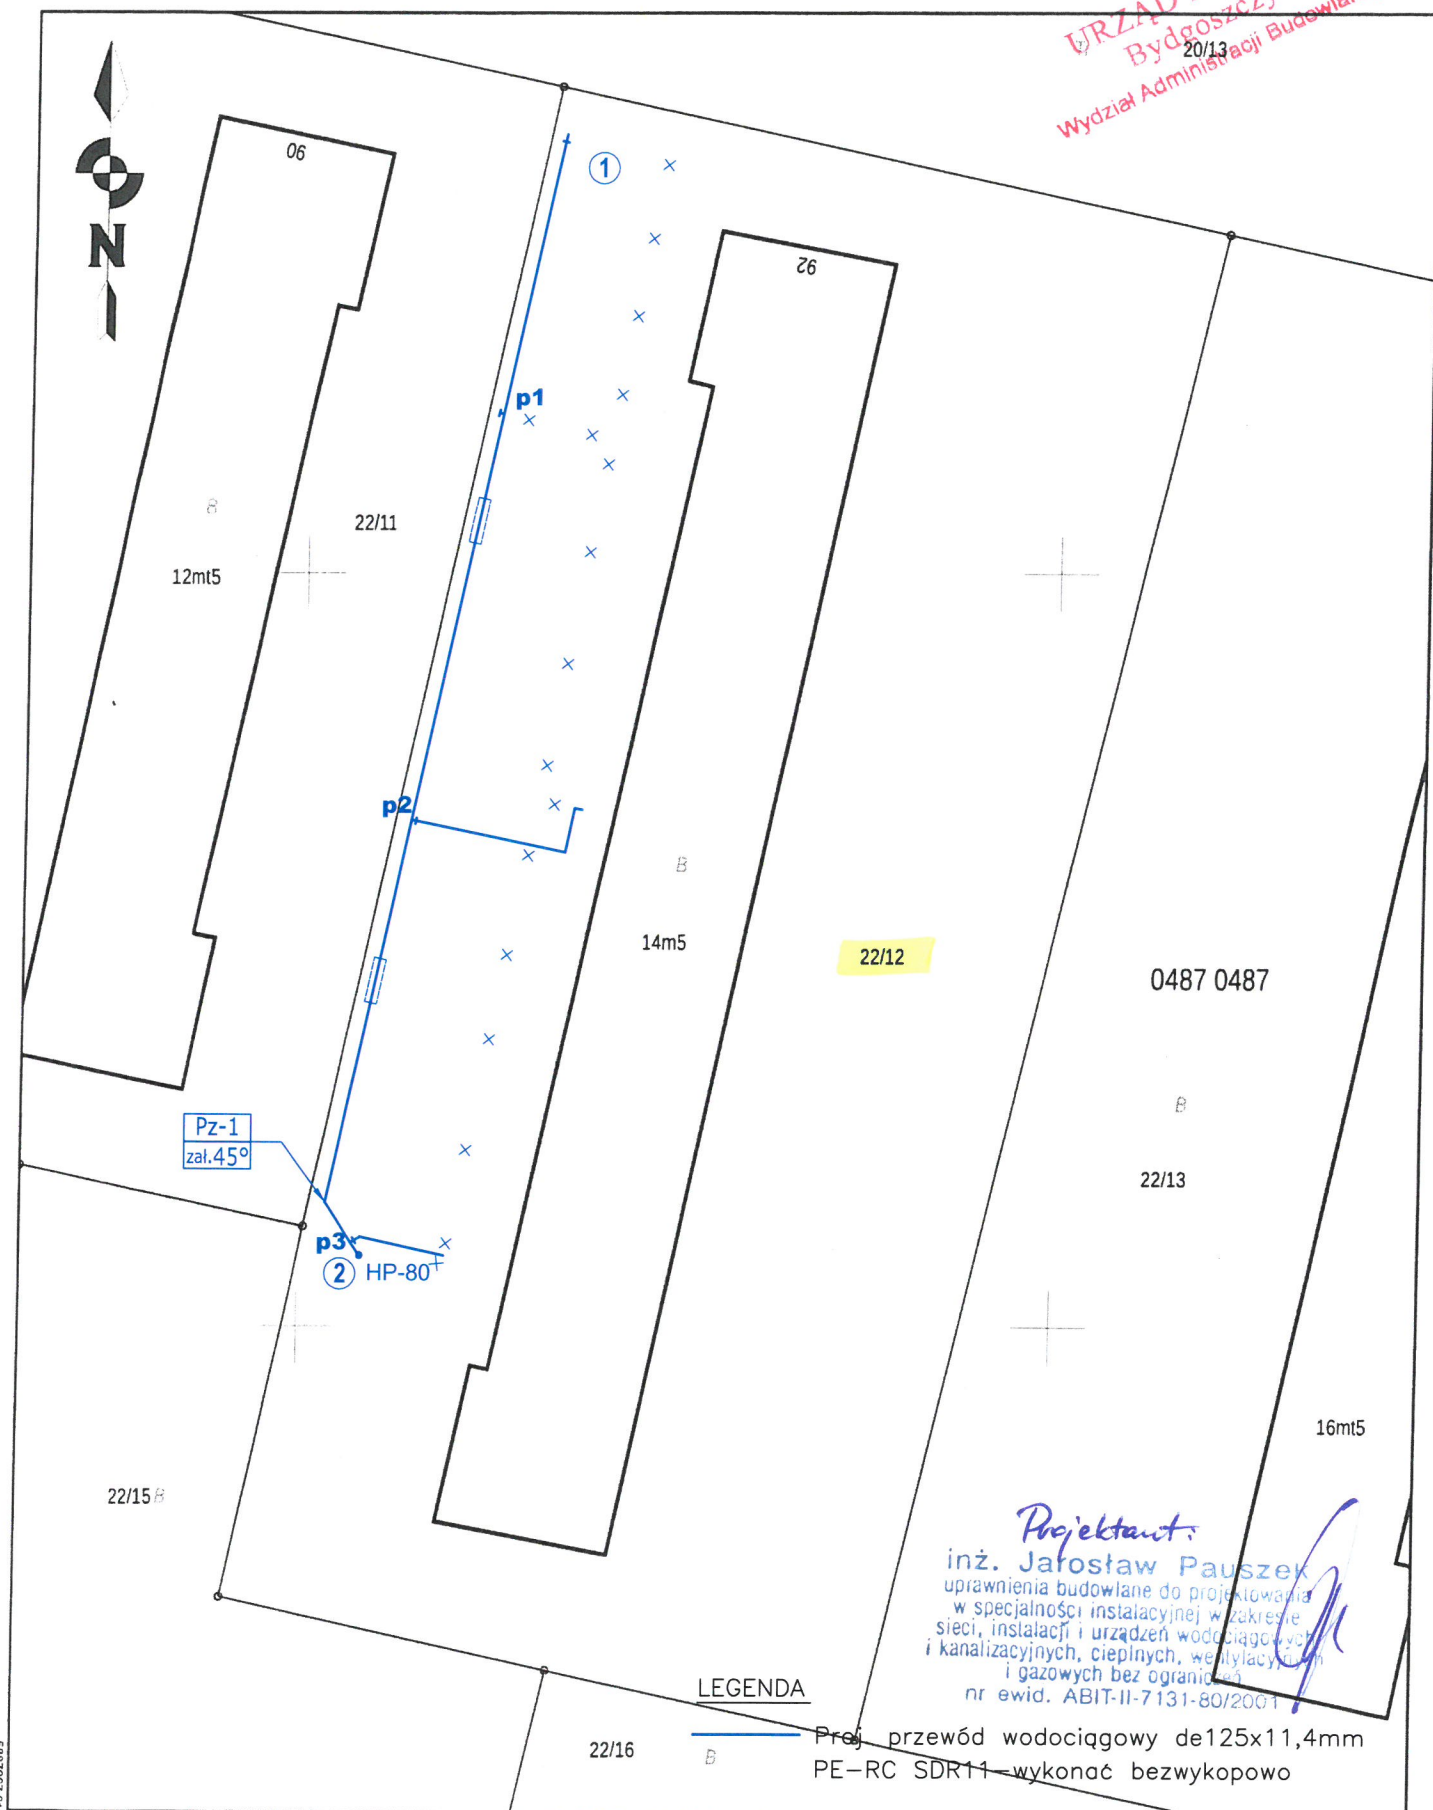 URZĄD
20/13
Wydział Administracji
90
1
N
92
p1
B
22/11
12mt5
p2
B
14m5
22/12
0487 0487
B
Pz-1
zał.45°
22/13
p3
2 HP-80
16mt5
22/15 B
Projektant:
inż. Jarosław Pauszek
uprawnienia budowlane do projektowania
w specjalności instalacyjnej w zakresie
sieci, instalacji i urządzeń wodociągowych
i kanalizacyjnych, cieplnych, wentylacyjnych
i gazowych bez ograniczeń
nr ewid. ABIT-II-7131-80/2001
LEGENDA
Proj przewód wodociągowy de125x11,4mm
PE-RC SDR11-wykonać bezwykopowo
22/16
B